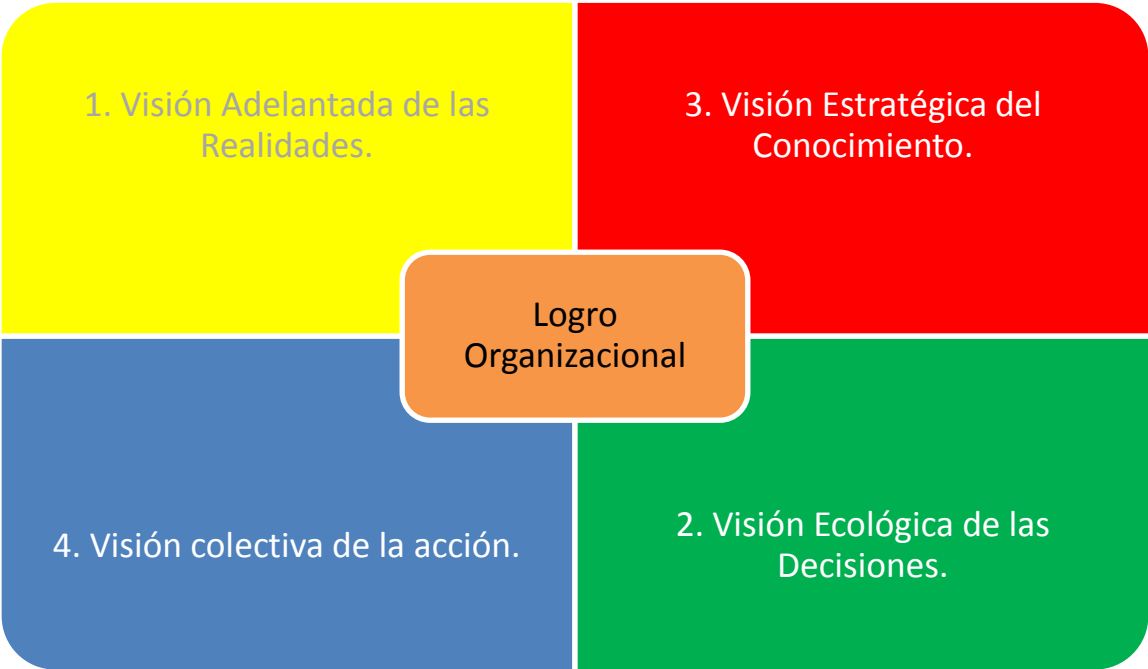 1. Visión Adelantada de las
Realidades.
3. Visión Estratégica del
Conocimiento.
Logro
Organizacional
4. Visión colectiva de la acción.
2. Visión Ecológica de las
Decisiones.